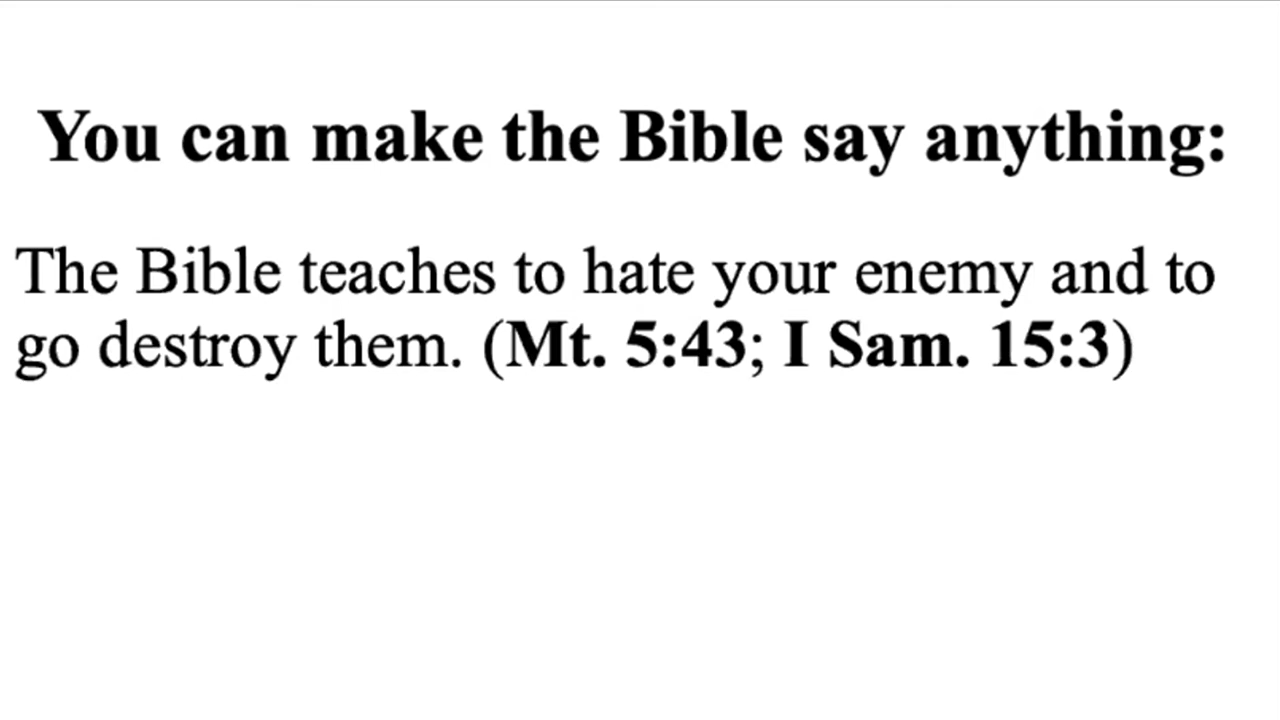 You can make the Bible say anything:
The Bible teaches to hate your enemy and to
go destroy them. (Mt. 5:43; I Sam. 15:3)